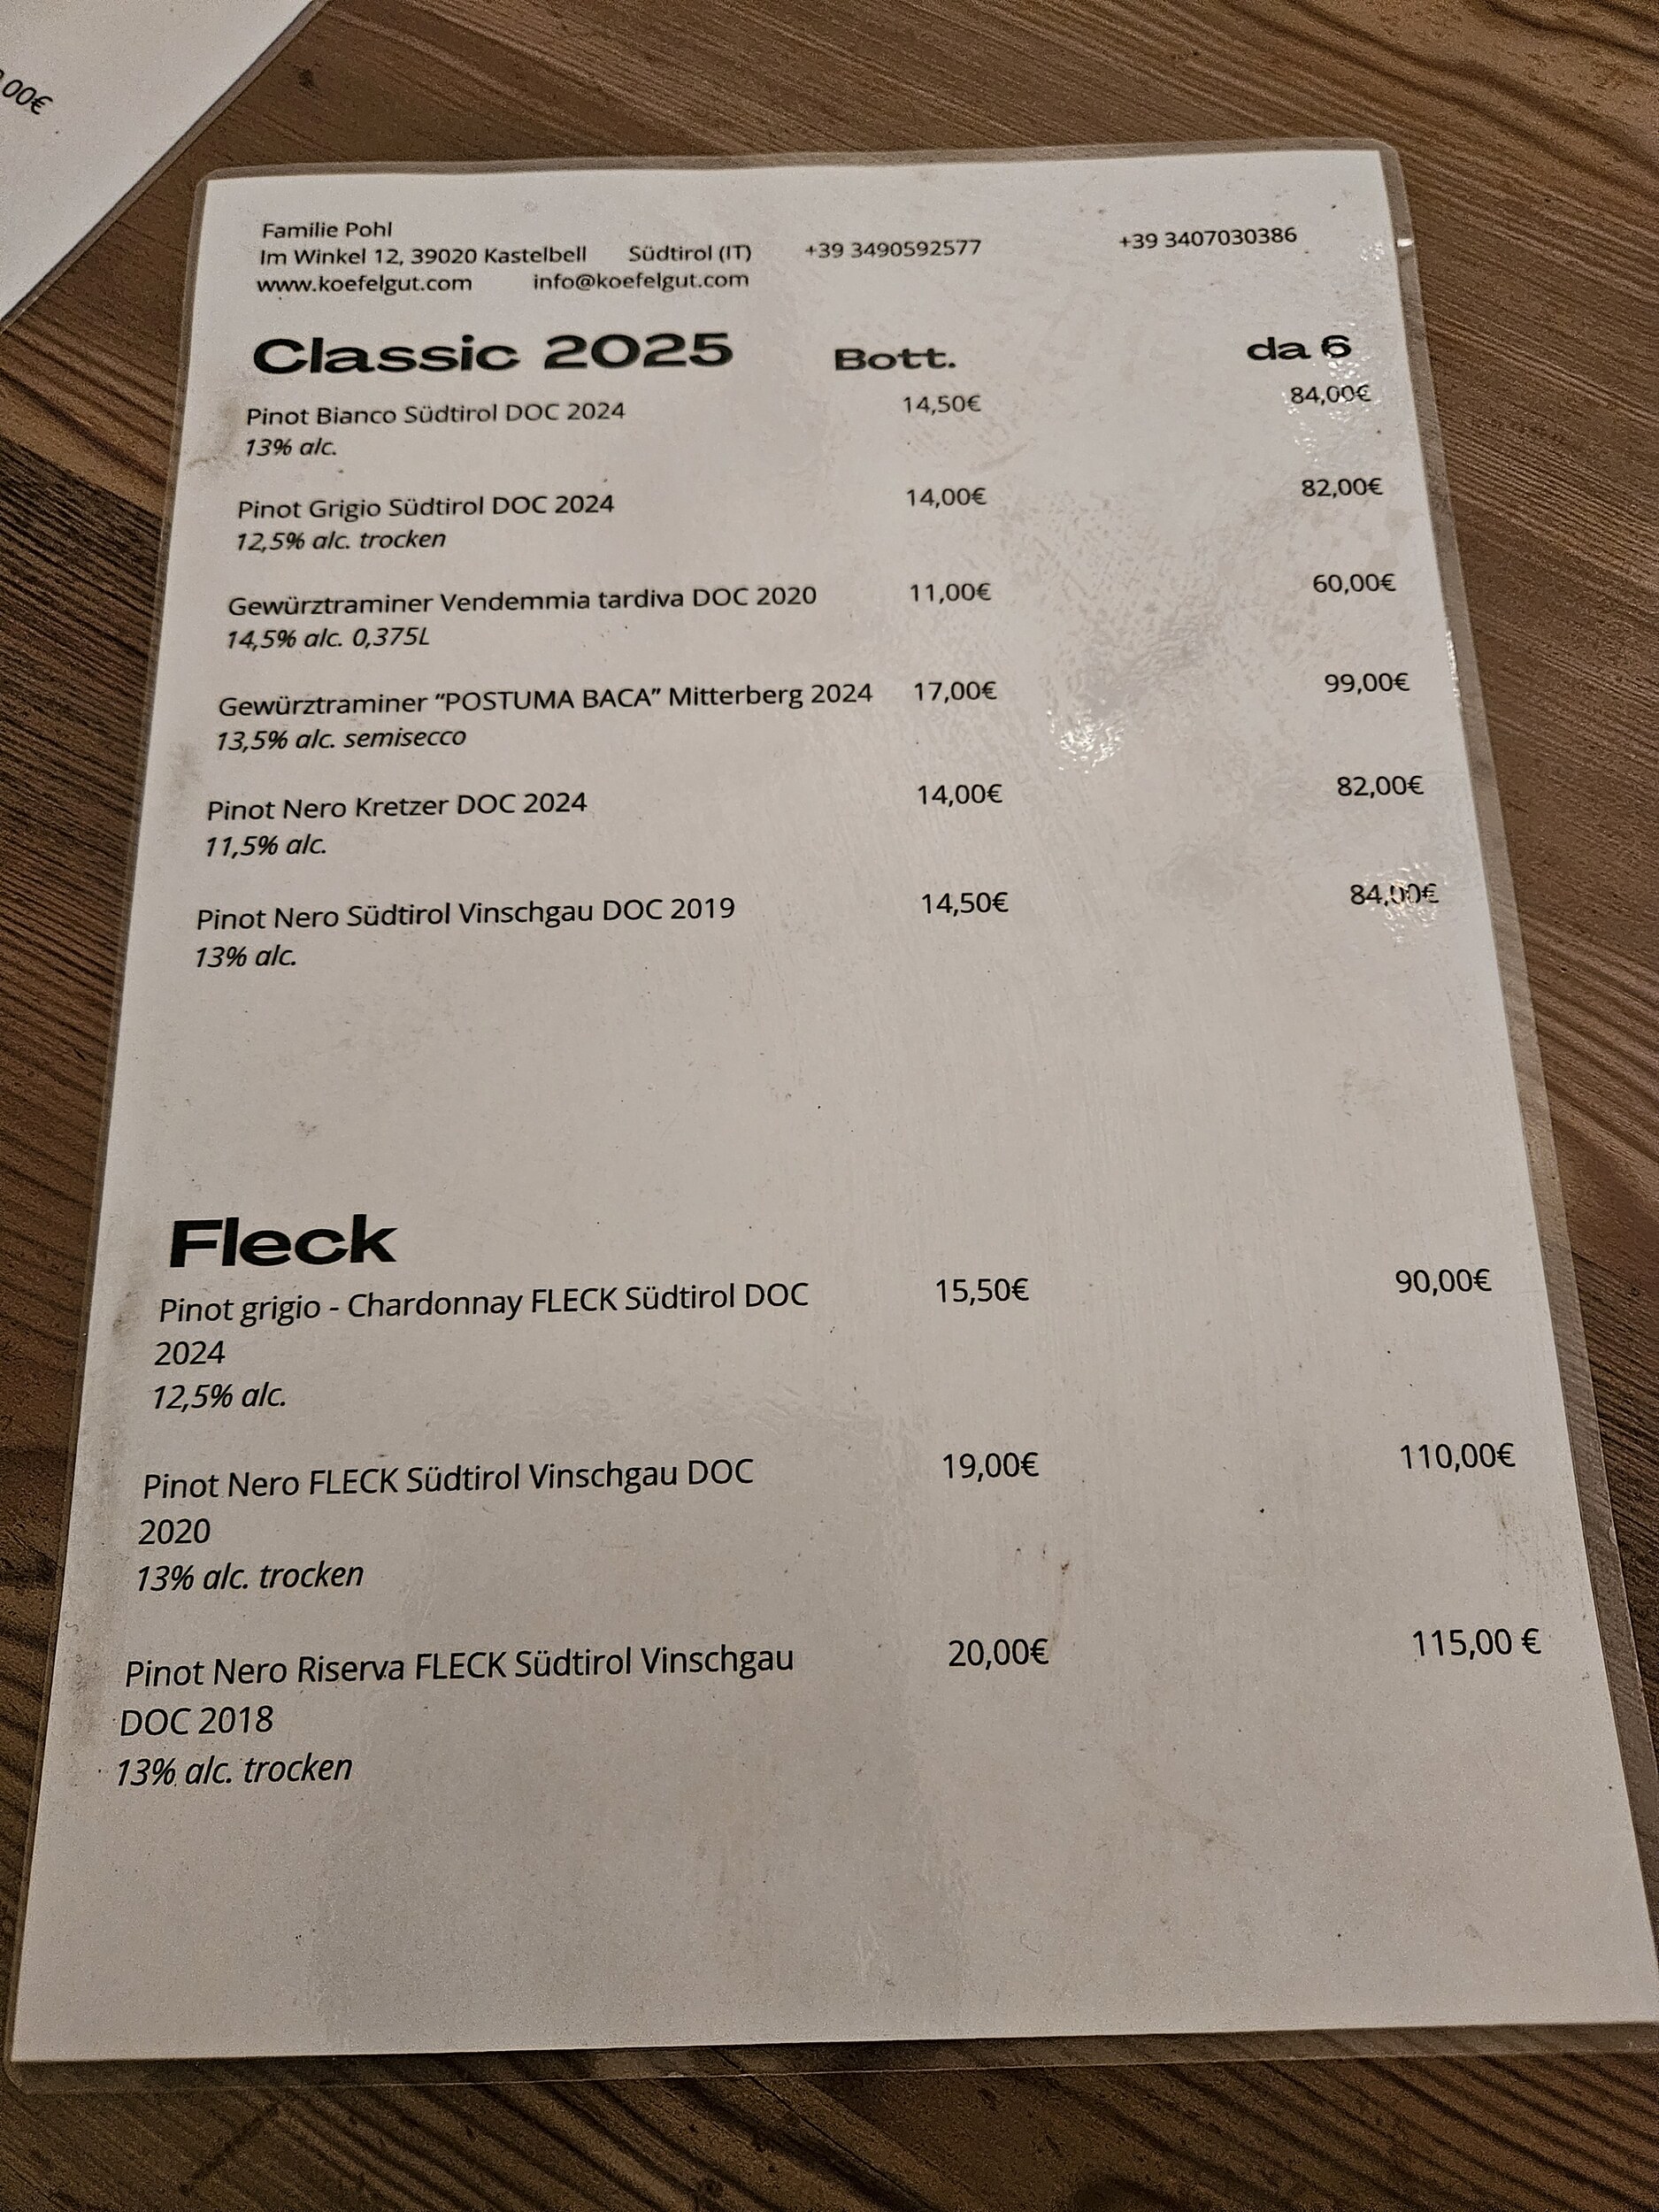 .00€
Familie Pohl
Im Winkel 12, 39020 Kastelbell Südtirol (IT) +39 3490592577 +39 3407030386
www.koefelgut.com info@koefelgut.com
Classic 2025 Bott. da 6
Pinot Bianco Südtirol DOC 2024 14,50€ 84,00€
13% alc.
Pinot Grigio Südtirol DOC 2024 14,00€ 82,00€
12,5% alc. trocken
Gewürztraminer Vendemmia tardiva DOC 2020 11,00€ 60,00€
14,5% alc. 0,375L
Gewürztraminer “POSTUMA BACA” Mitterberg 2024 17,00€ 99,00€
13,5% alc. semisecco
Pinot Nero Kretzer DOC 2024 14,00€ 82,00€
11,5% alc.
Pinot Nero Südtirol Vinschgau DOC 2019 14,50€ 84,00€
13% alc.
Fleck
Pinot grigio - Chardonnay FLECK Südtirol DOC 15,50€ 90,00€
2024
12,5% alc.
Pinot Nero FLECK Südtirol Vinschgau DOC 19,00€ 110,00€
2020
13% alc. trocken
Pinot Nero Riserva FLECK Südtirol Vinschgau 20,00€ 115,00 €
DOC 2018
13% alc. trocken